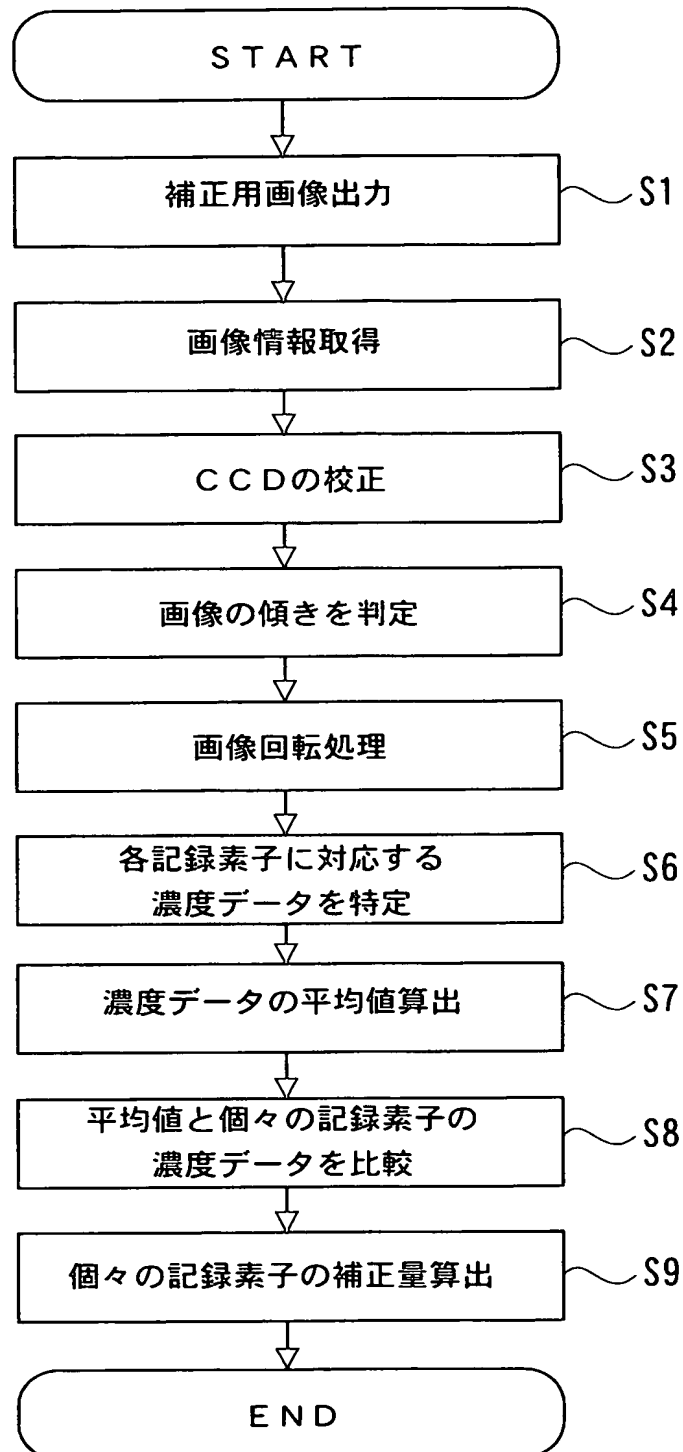 START
補正用画像出力
S1
画像情報取得
S2
CCDの校正
S3
画像の傾きを判定
S4
画像回転処理
S5
各記録素子に対応する
濃度データを特定
S6
濃度データの平均値算出
S7
平均値と個々の記録素子の
濃度データを比較
S8
個々の記録素子の補正量算出
S9
END